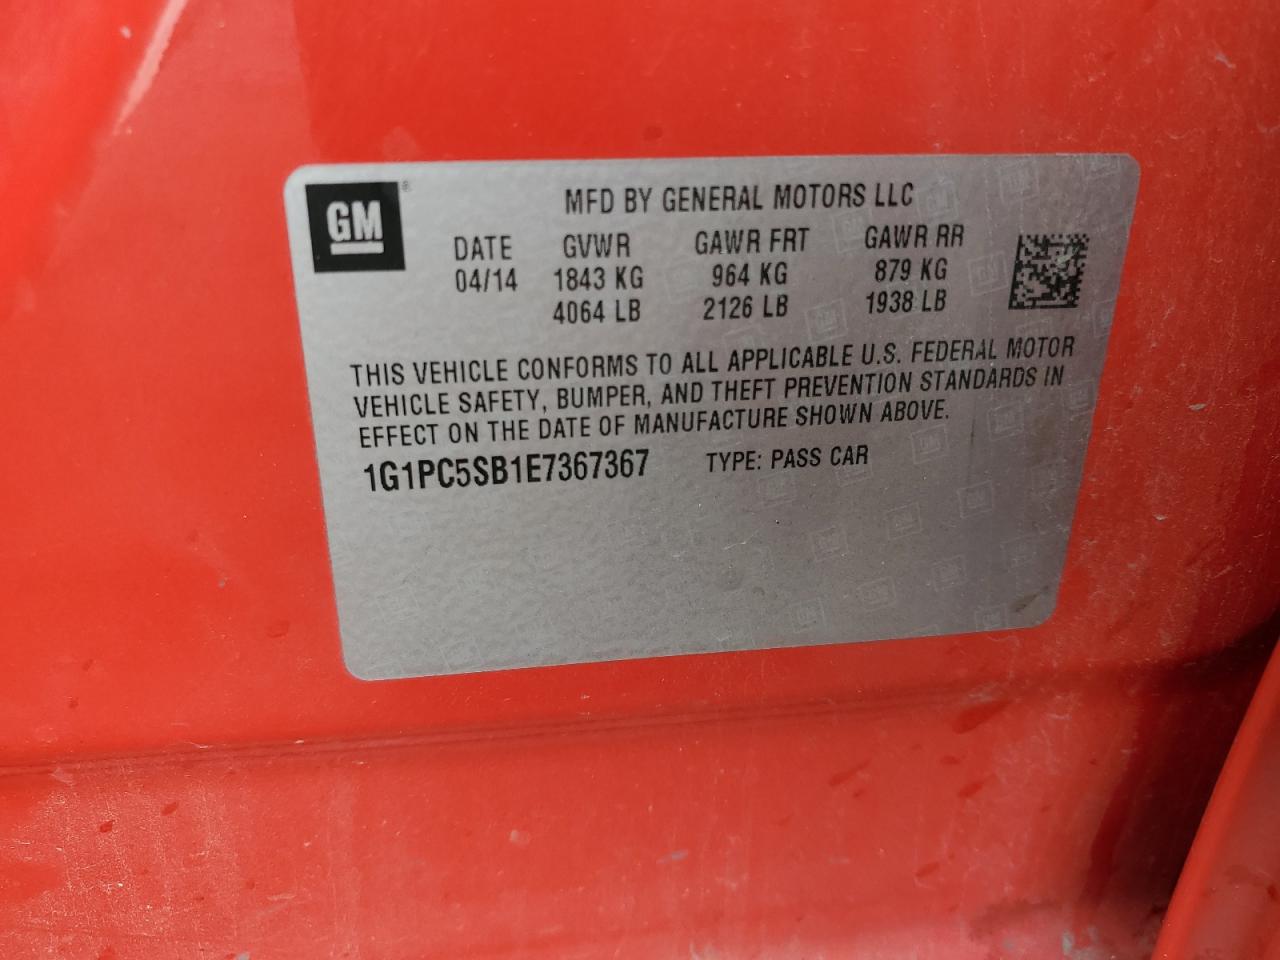 GM
MFD BY GENERAL MOTORS LLC
DATE GVWR GAWR FRT GAWR RR
04/14 1843 KG 964 KG 879 KG
4064 LB 2126 LB 1938 LB
THIS VEHICLE CONFORMS TO ALL APPLICABLE U.S. FEDERAL MOTOR
VEHICLE SAFETY, BUMPER, AND THEFT PREVENTION STANDARDS IN
EFFECT ON THE DATE OF MANUFACTURE SHOWN ABOVE.
1G1PC5SB1E7367367 TYPE: PASS CAR